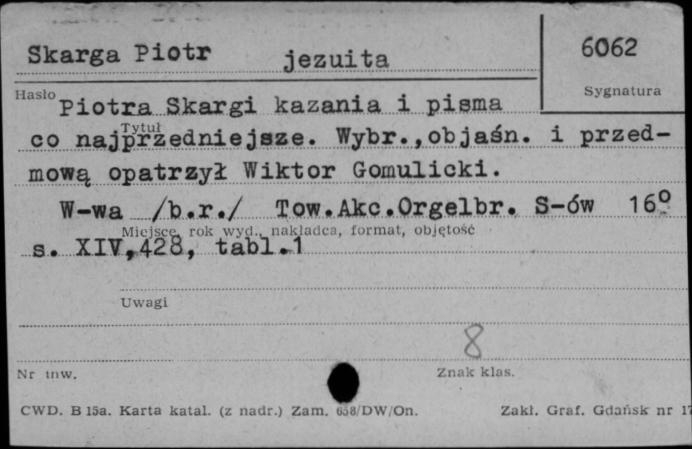 Skarga Piotr jezuita 6062
Hasło Sygnatura
Piotra Skargi kazania i pisma
Tytuł
co najprzedniejsze. Wybr.,objaśn. i przed-
mową opatrzył Wiktor Gomulicki.
W-wa /b.r./ Tow.Akc.Orgelbr. S-ów 16º
Miejsce, rok wyd., nakładca, format, objętość
s. XIV,428, tabl.1
Uwagi
8
Nr inw. Znak klas.
CWD. B 15a. Karta katal. (z nadr.) Zam. 658/DW/On. Zakł. Graf. Gdańsk nr